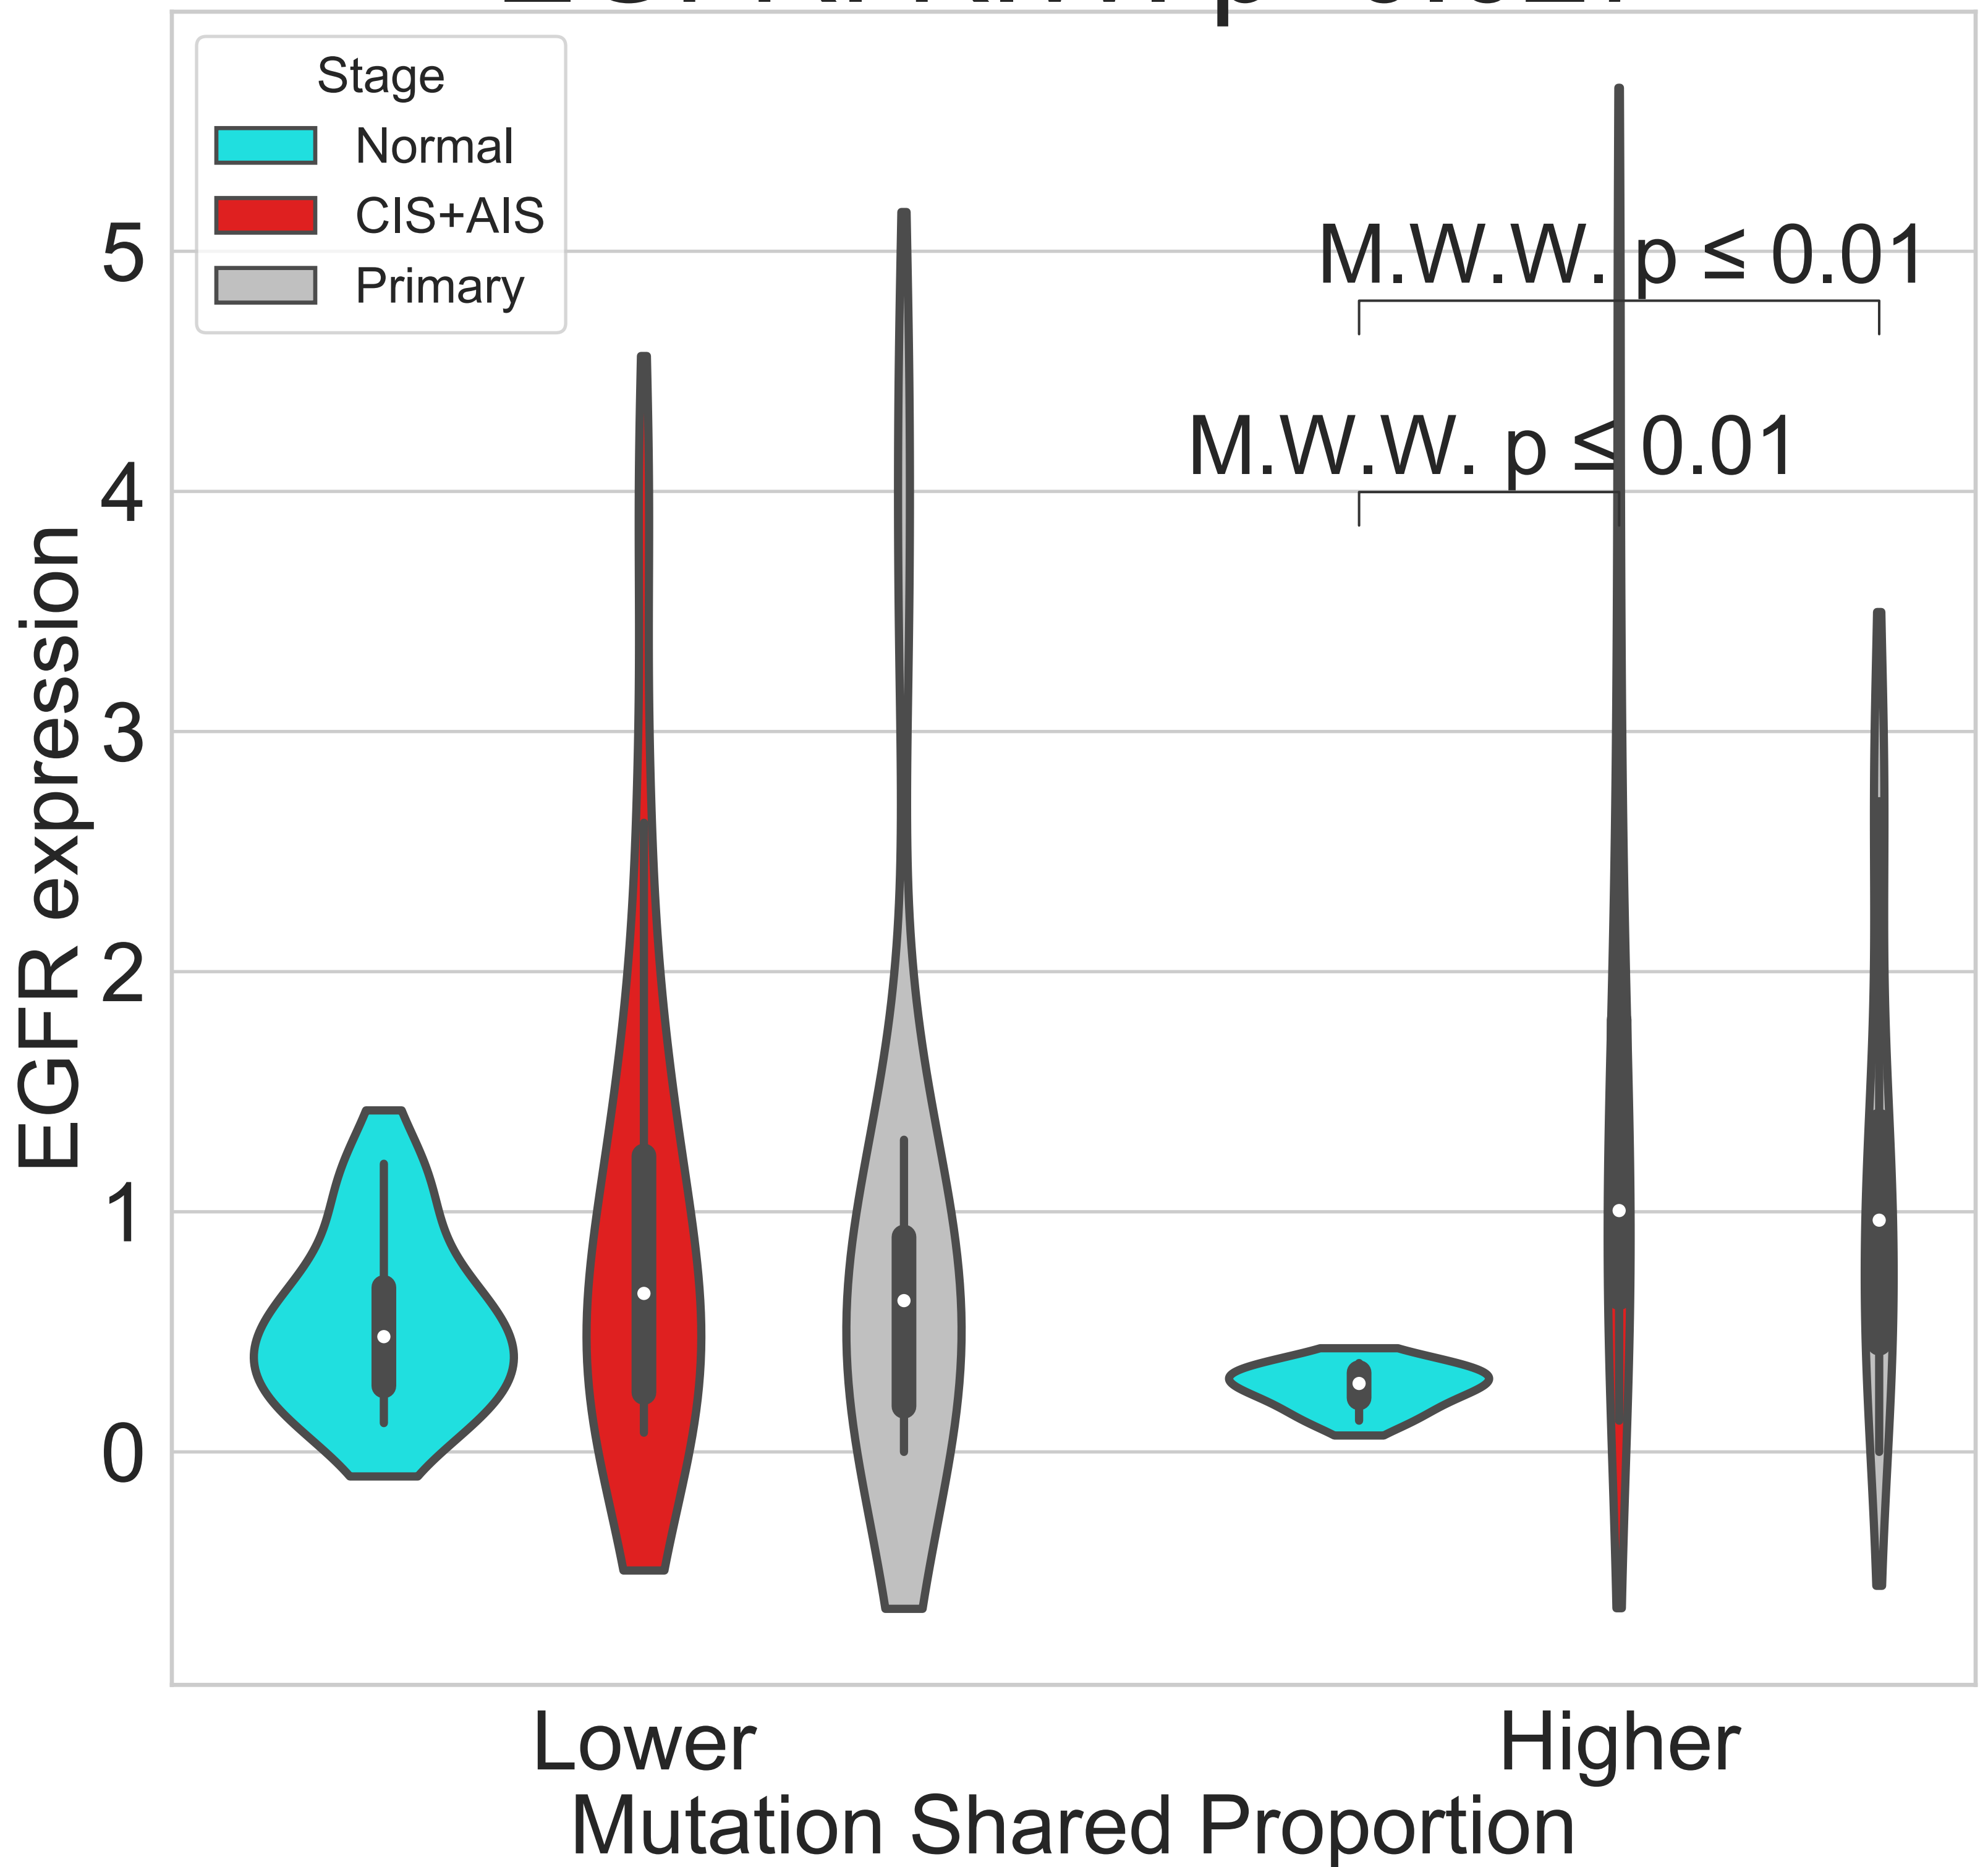 Stage
Normal
CIS+AIS
Primary
M.W.W. p ≤ 0.01
M.W.W. p ≤ 0.01
5
4
3
2
1
0
EGFR expression
Lower
Higher
Mutation Shared Proportion